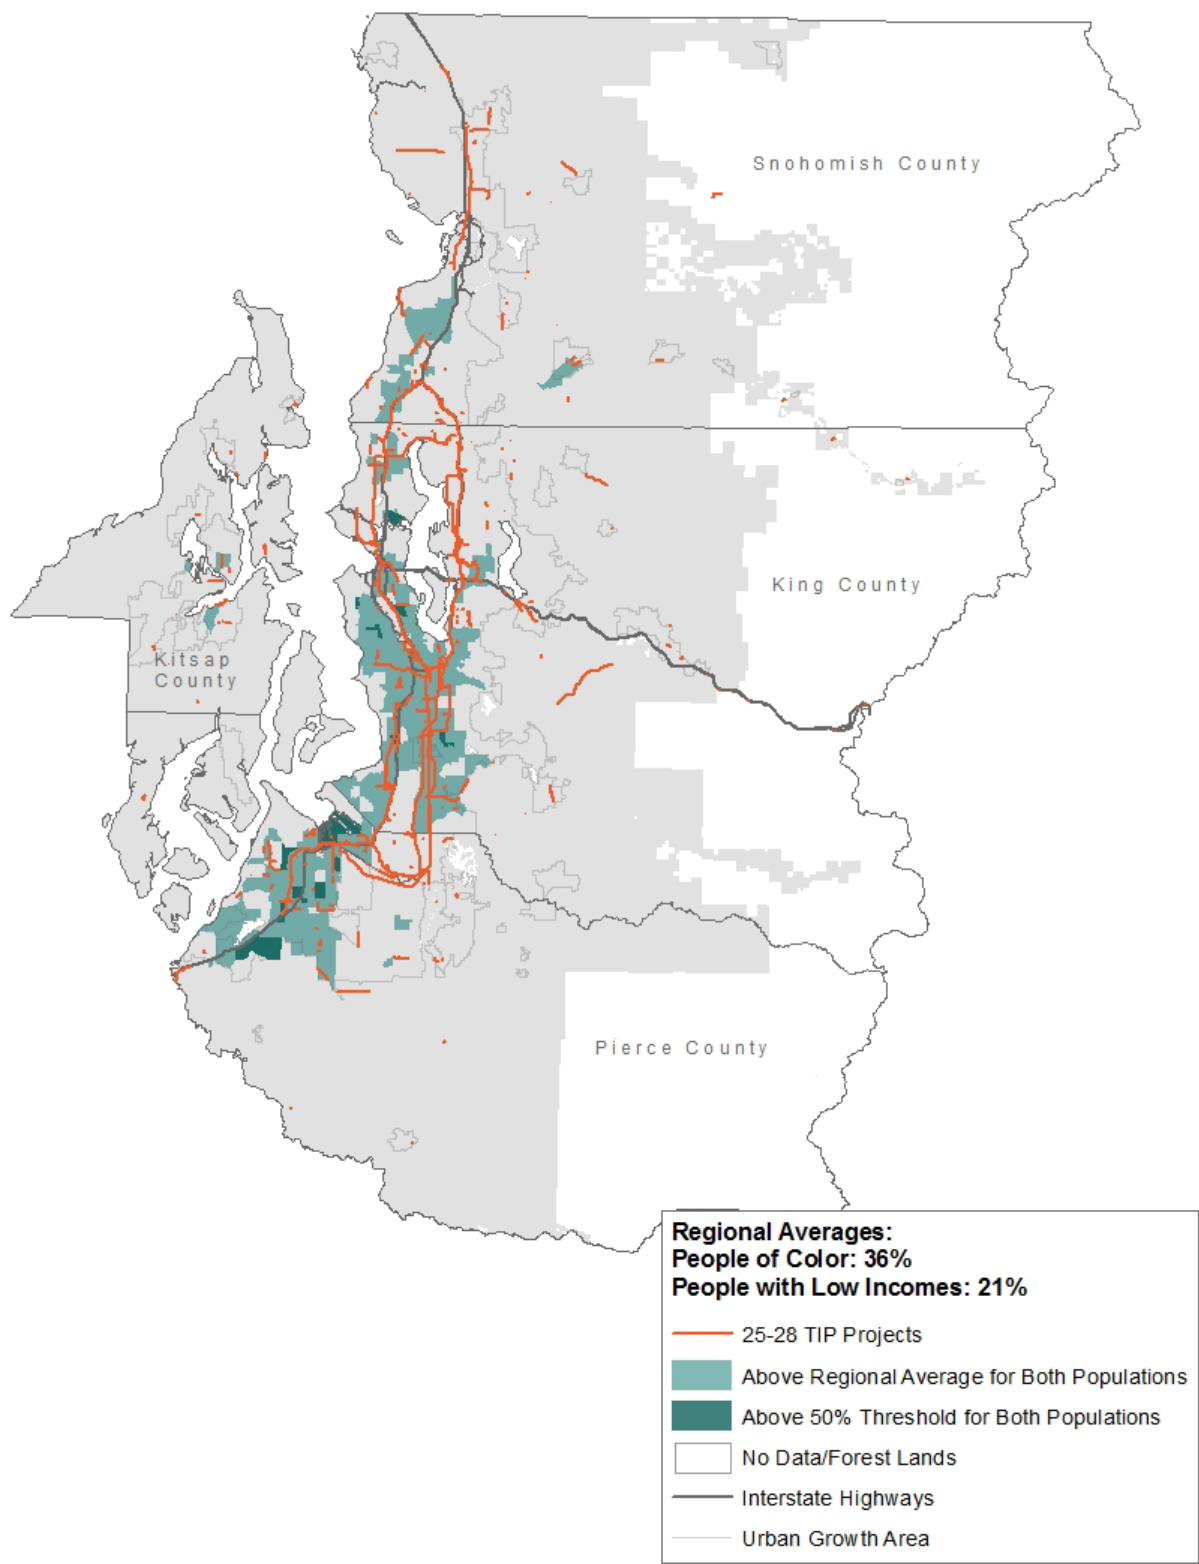 Snohomish County
King County
Kitsap
County
Pierce County
Regional Averages:
People of Color: 36%
People with Low Incomes: 21%
25-28 TIP Projects
Above Regional Average for Both Populations
Above 50% Threshold for Both Populations
No Data/Forest Lands
Interstate Highways
Urban Growth Area